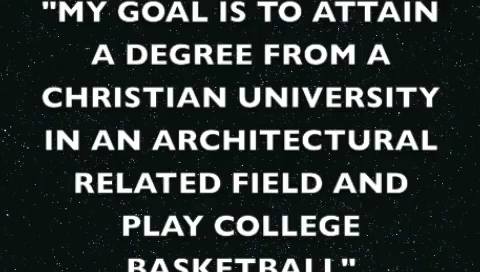 "MY GOAL IS TO ATTAIN
A DEGREE FROM A
CHRISTIAN UNIVERSITY
IN AN ARCHITECTURAL
RELATED FIELD AND
PLAY COLLEGE
BASKETBALL"